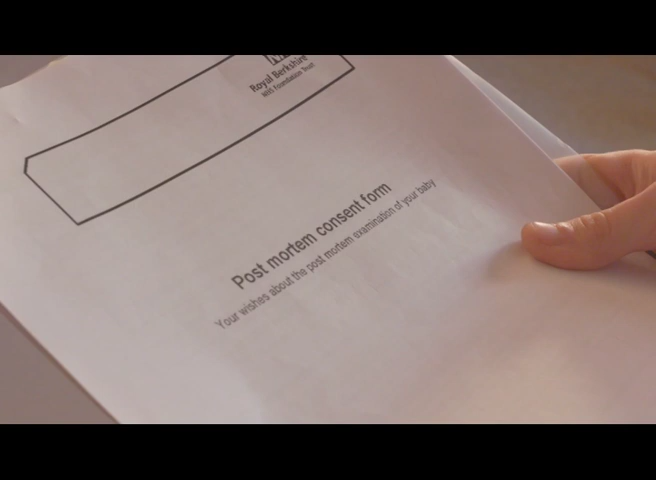 Royal Berkshire
NHS Foundation Trust
Post mortem consent form
Your wishes about the post mortem examination of your baby